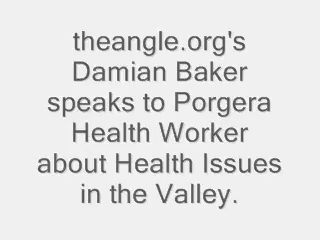 theangle.org's
Damian Baker
speaks to Porgera
Health Worker
about Health Issues
in the Valley.